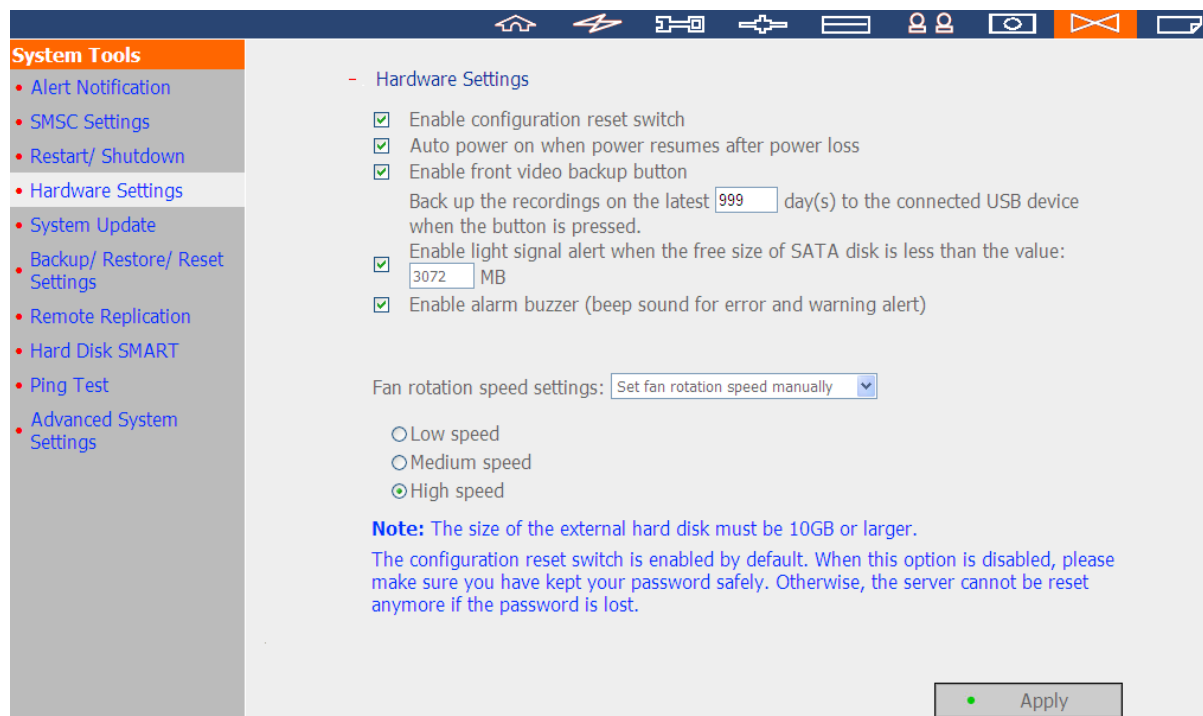 System Tools
Alert Notification
SMSC Settings
Restart/ Shutdown
Hardware Settings
System Update
Backup/ Restore/ Reset
Settings
Remote Replication
Hard Disk SMART
Ping Test
Advanced System
Settings
- Hardware Settings
Enable configuration reset switch
Auto power on when power resumes after power loss
Enable front video backup button
Back up the recordings on the latest 999 day(s) to the connected USB device
when the button is pressed.
Enable light signal alert when the free size of SATA disk is less than the value:
3072 MB
Enable alarm buzzer (beep sound for error and warning alert)
Fan rotation speed settings: Set fan rotation speed manually
Low speed
Medium speed
High speed
Note: The size of the external hard disk must be 10GB or larger.
The configuration reset switch is enabled by default. When this option is disabled, please
make sure you have kept your password safely. Otherwise, the server cannot be reset
anymore if the password is lost.
Apply